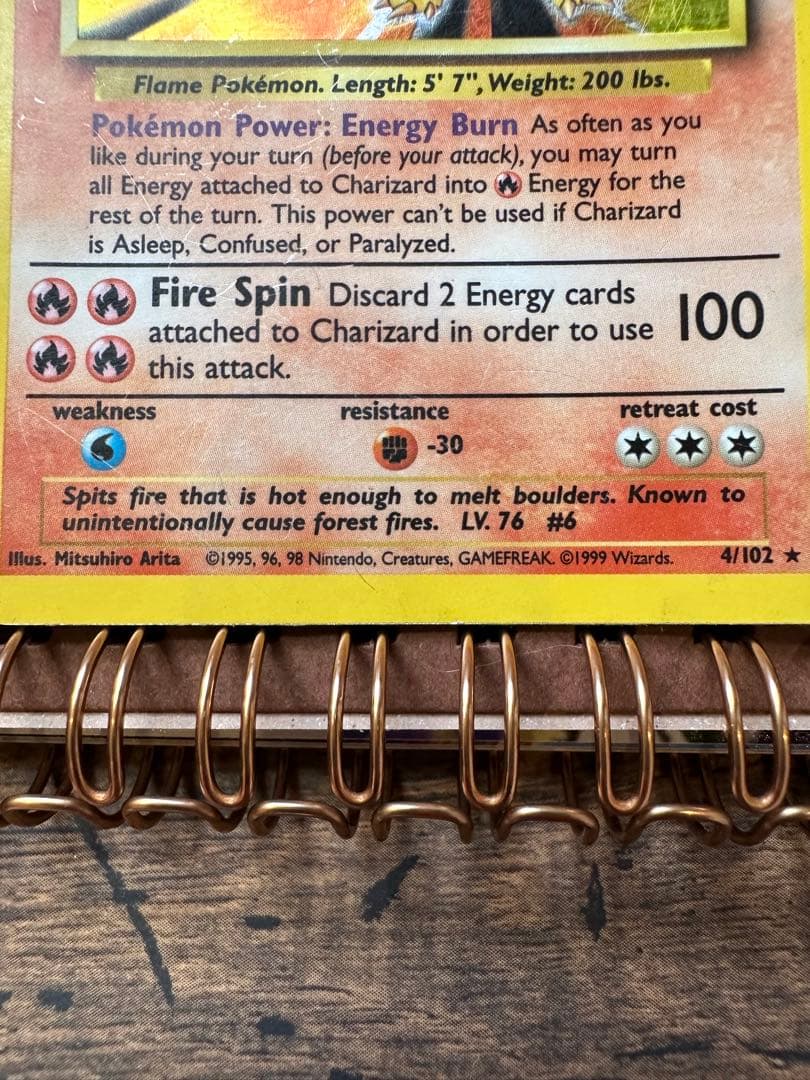 Flame Pokémon. Length: 5' 7", Weight: 200 lbs.
Pokémon Power: Energy Burn As often as you
like during your turn (before your attack), you may turn
all Energy attached to Charizard into Energy for the
rest of the turn. This power can't be used if Charizard
is Asleep, Confused, or Paralyzed.
Fire Spin Discard 2 Energy cards
attached to Charizard in order to use 100
this attack.
weakness resistance retreat cost
-30
Spits fire that is hot enough to melt boulders. Known to
unintentionally cause forest fires. LV. 76 #6
Illus. Mitsuhiro Arita ©1995, 96, 98 Nintendo, Creatures, GAMEFREAK. ©1999 Wizards. 4/102 ★